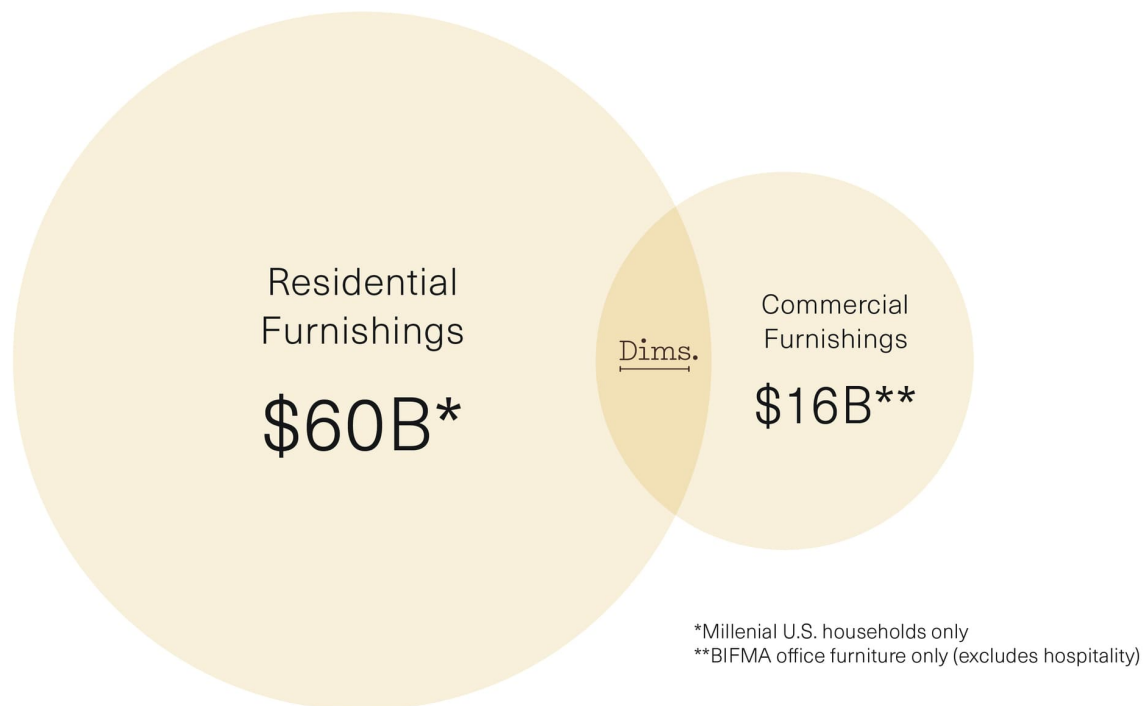 Residential
Furnishings
$60B*
Dims.
Commercial
Furnishings
$16B**
*Millenial U.S. households only
**BIFMA office furniture only (excludes hospitality)